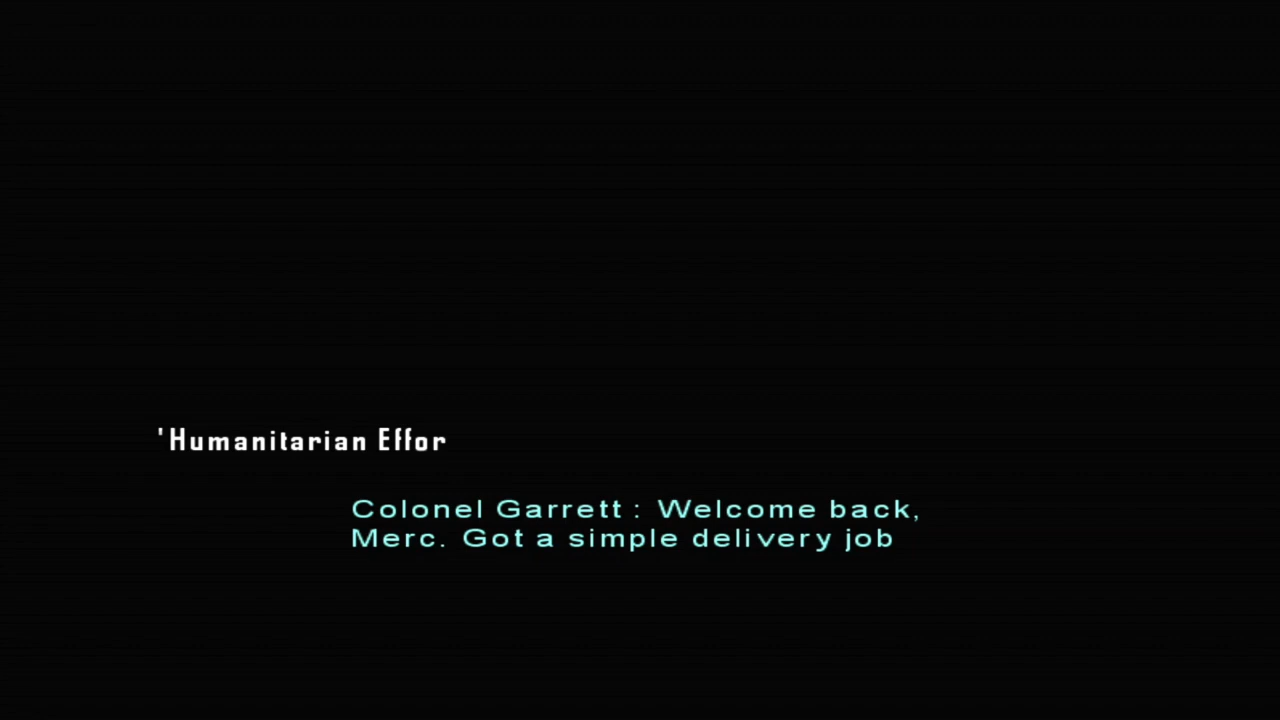 'Humanitarian Effor
Colonel Garrett : Welcome back,
Merc. Got a simple delivery job